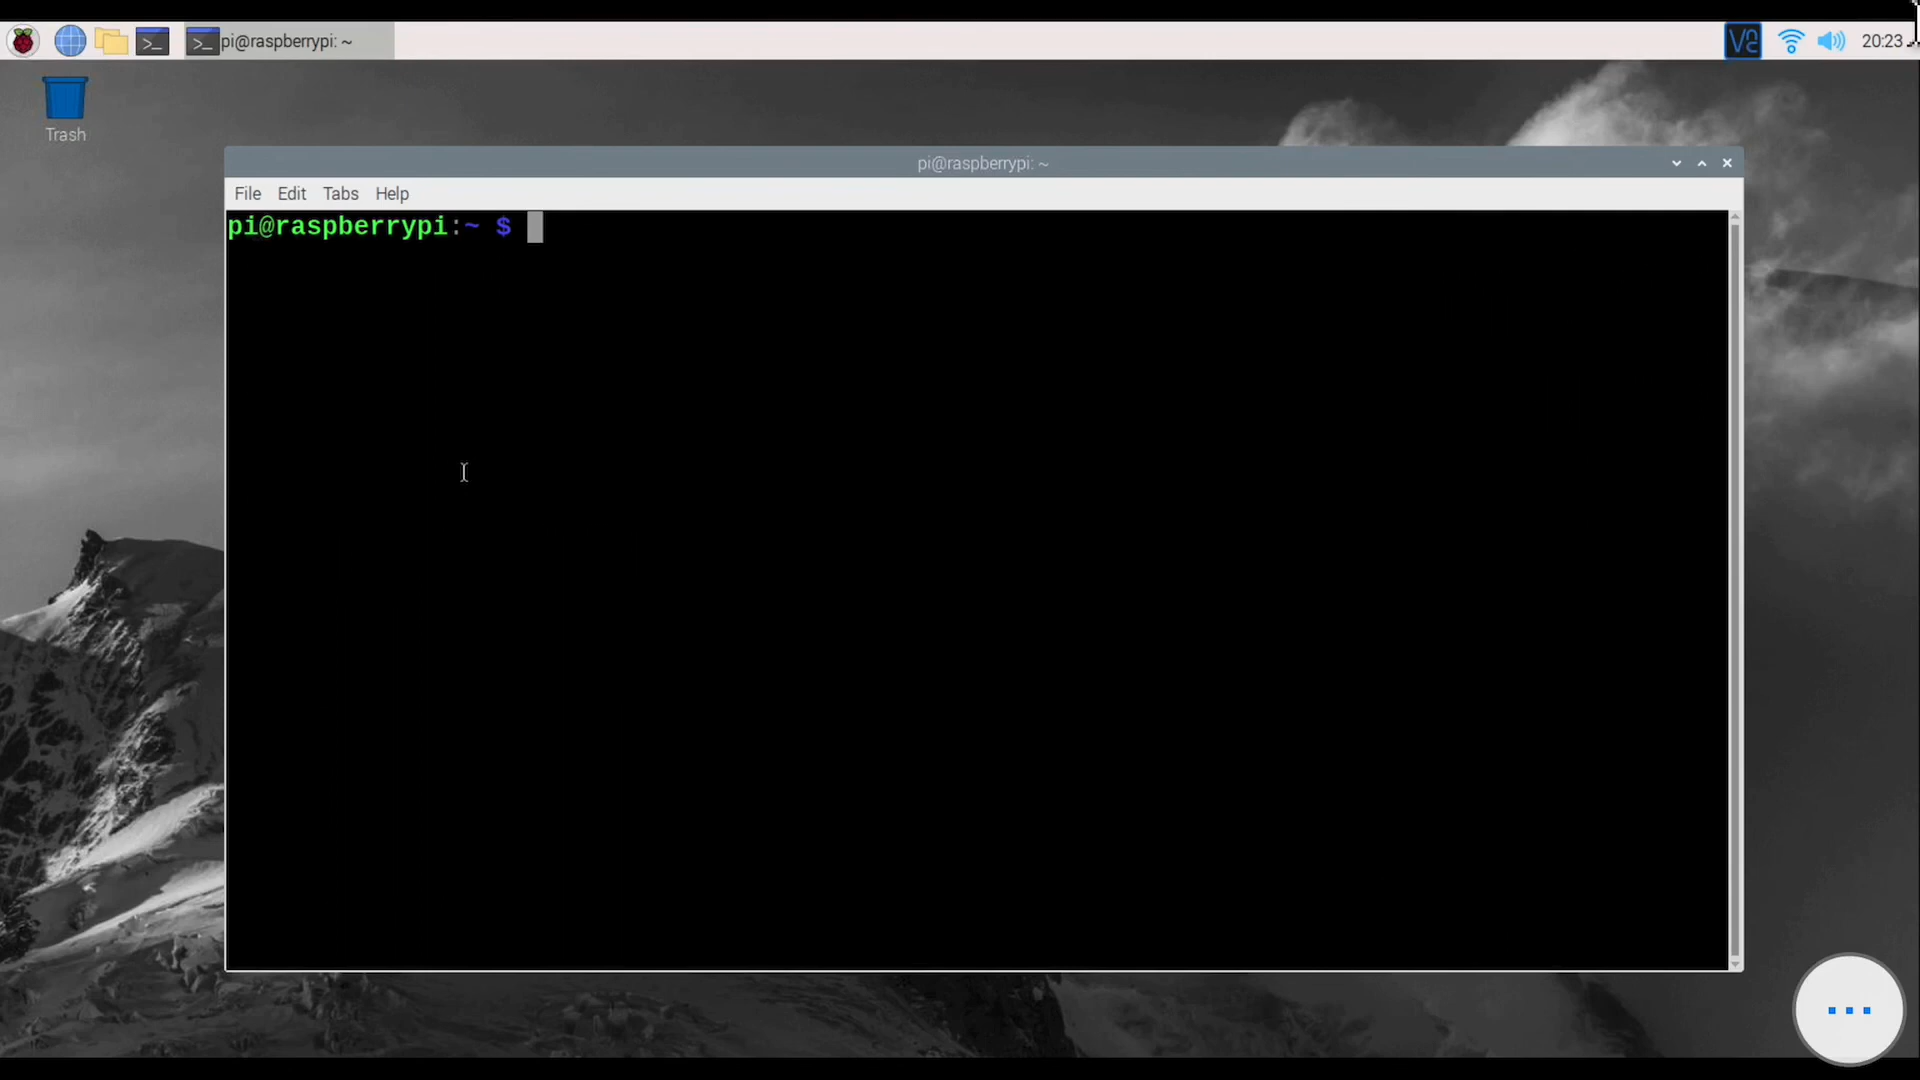 pi@raspberrypi: ~
20:23
Trash
pi@raspberrypi: ~
File Edit Tabs Help
pi@raspberrypi:~ $